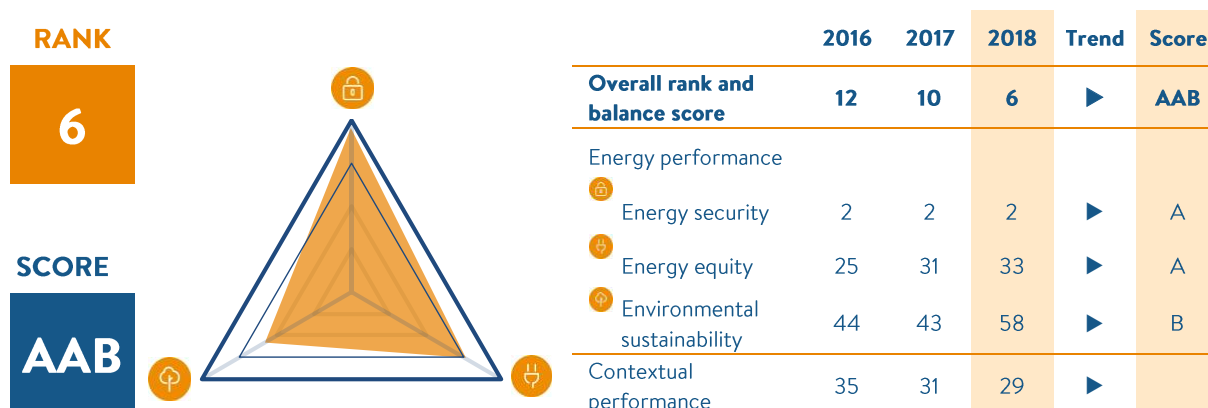 RANK
6
SCORE
AAB
2016 2017 2018 Trend Score
Overall rank and
balance score 12 10 6 ▶ AAB
Energy performance
Energy security 2 2 2 ▶ A
Energy equity 25 31 33 ▶ A
Environmental
sustainability 44 43 58 ▶ B
Contextual
performance 35 31 29 ▶